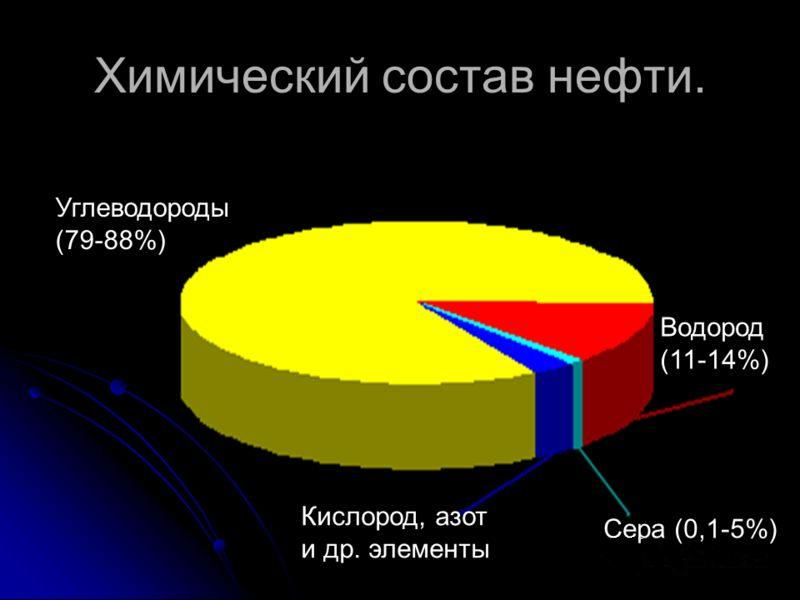 Химический состав нефти.
Углеводороды
(79-88%)
Водород
(11-14%)
Кислород, азот
и др. элементы
Сера (0,1-5%)